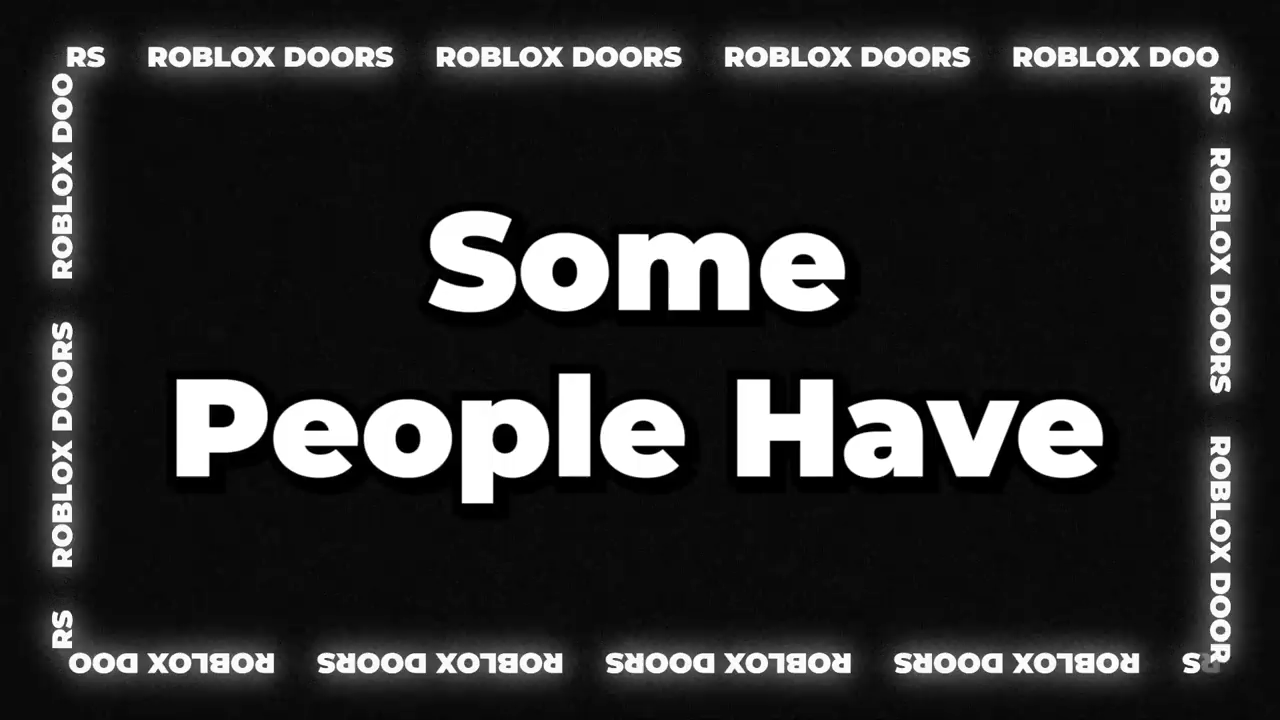 RS ROBLOX DOORS ROBLOX DOORS ROBLOX DOORS ROBLOX DOO
RS ROBLOX DOORS ROBLOX DOOR
Some
People Have
RS ROBLOX DOORS ROBLOX DOO
S ROBLOX DOORS ROBLOX DOORS ROBLOX DOORS ROBLOX DOO